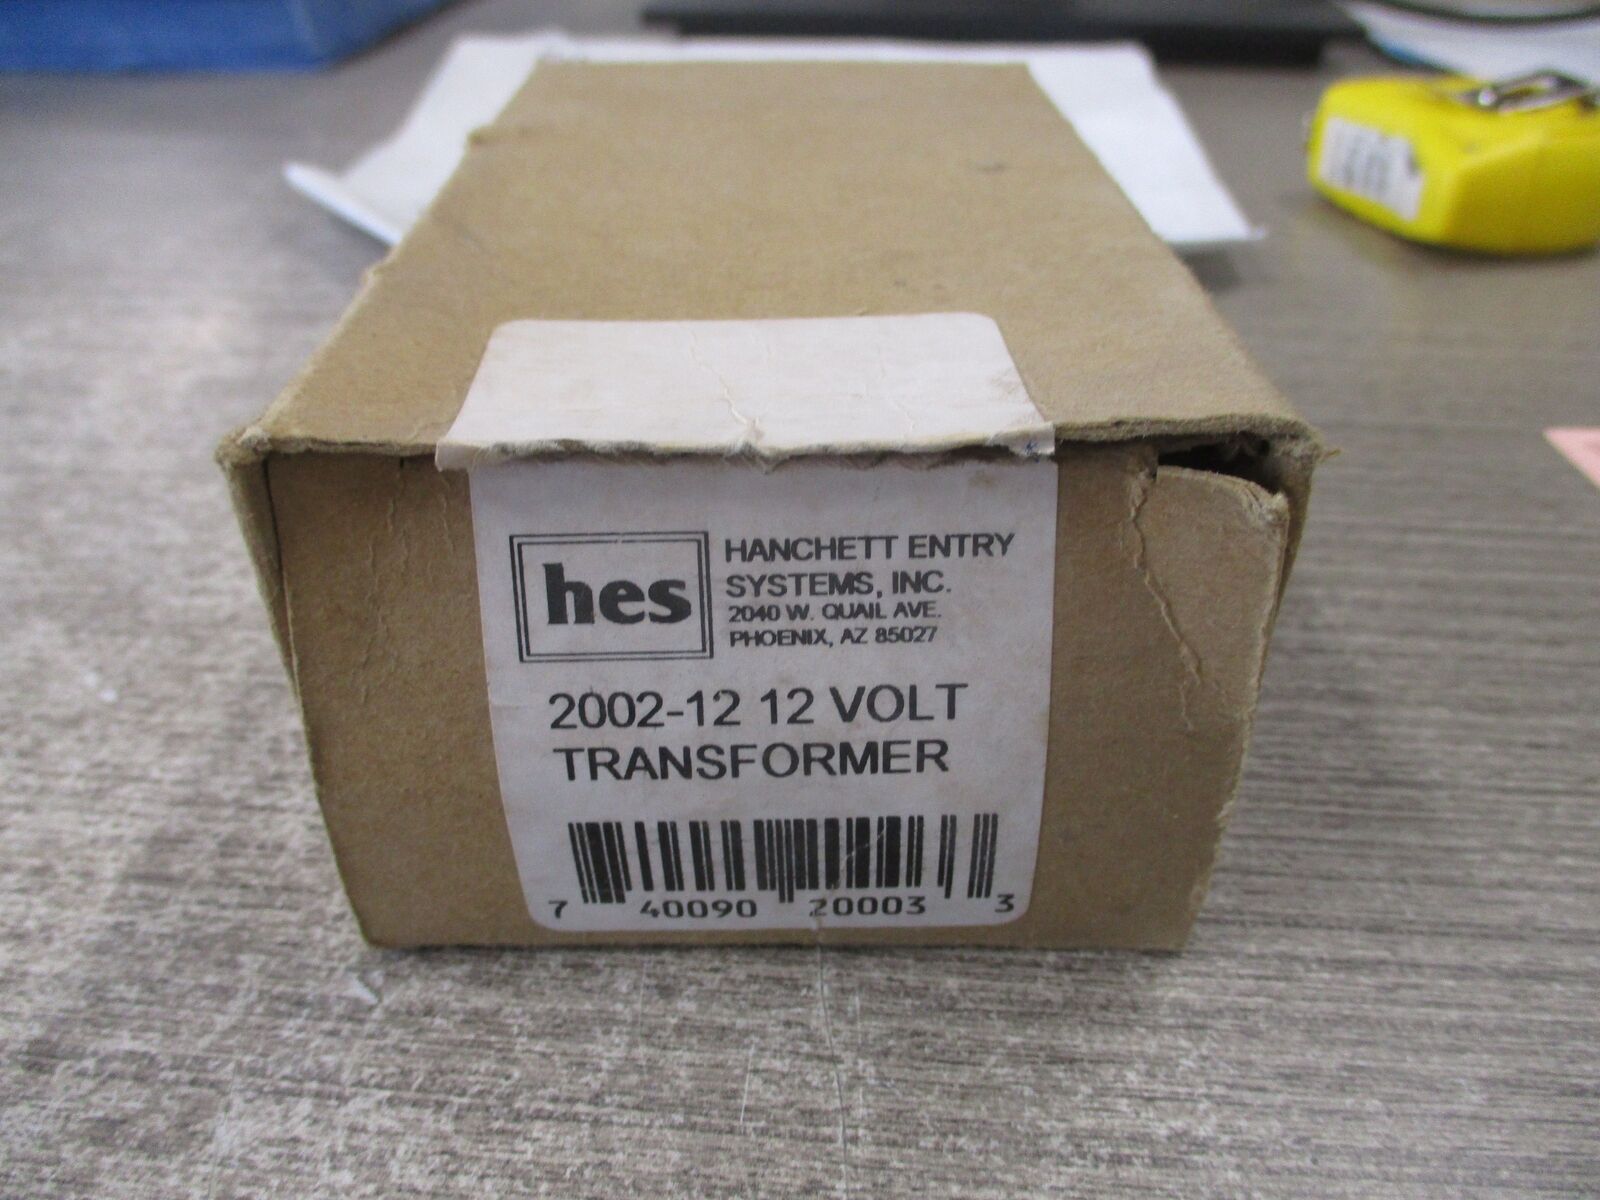 hes
HANCHETT ENTRY
SYSTEMS, INC.
2040 W. QUAIL AVE.
PHOENIX, AZ 85027
2002-12 12 VOLT
TRANSFORMER
7 40090 20003 3